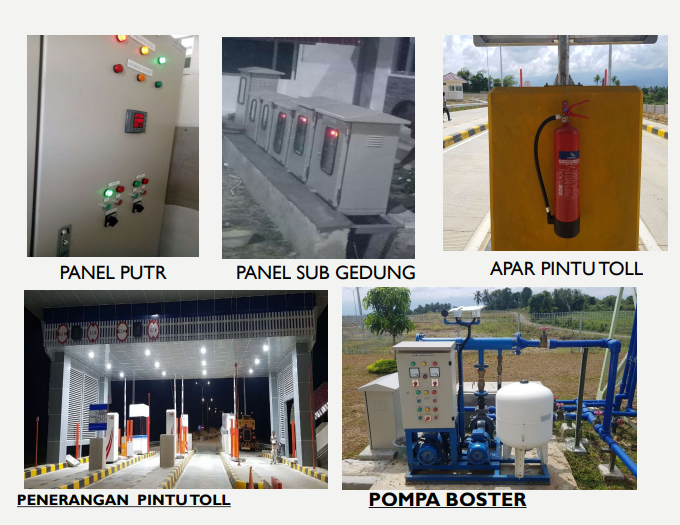 PANEL PUTR
PANEL SUB GEDUNG
APAR PINTU TOLL
PENERANGAN PINTU TOLL
POMPA BOSTER